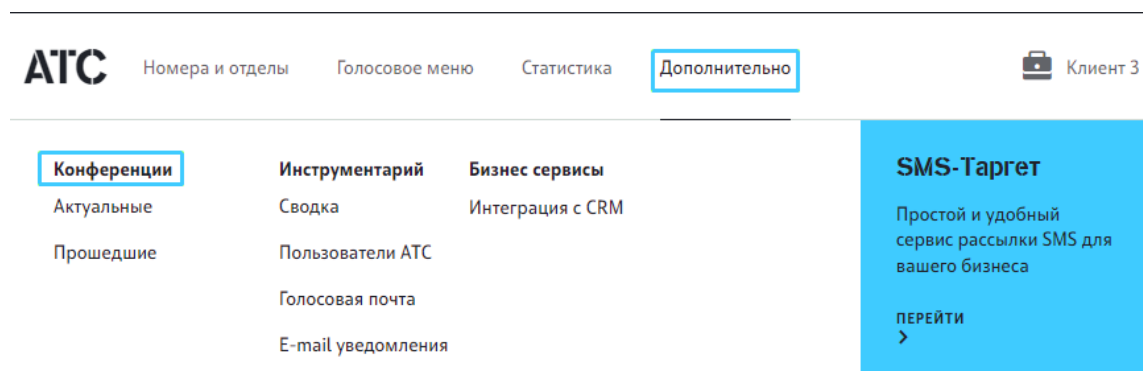 АТС
Номера и отделы
Голосовое меню
Статистика
Дополнительно
Клиент 3
Конференции
Актуальные
Прошедшие
Инструментарий
Сводка
Пользователи АТС
Голосовая почта
E-mail уведомления
Бизнес сервисы
Интеграция с CRM
SMS-Таргет
Простой и удобный
сервис рассылки SMS для
вашего бизнеса
ПЕРЕЙТИ